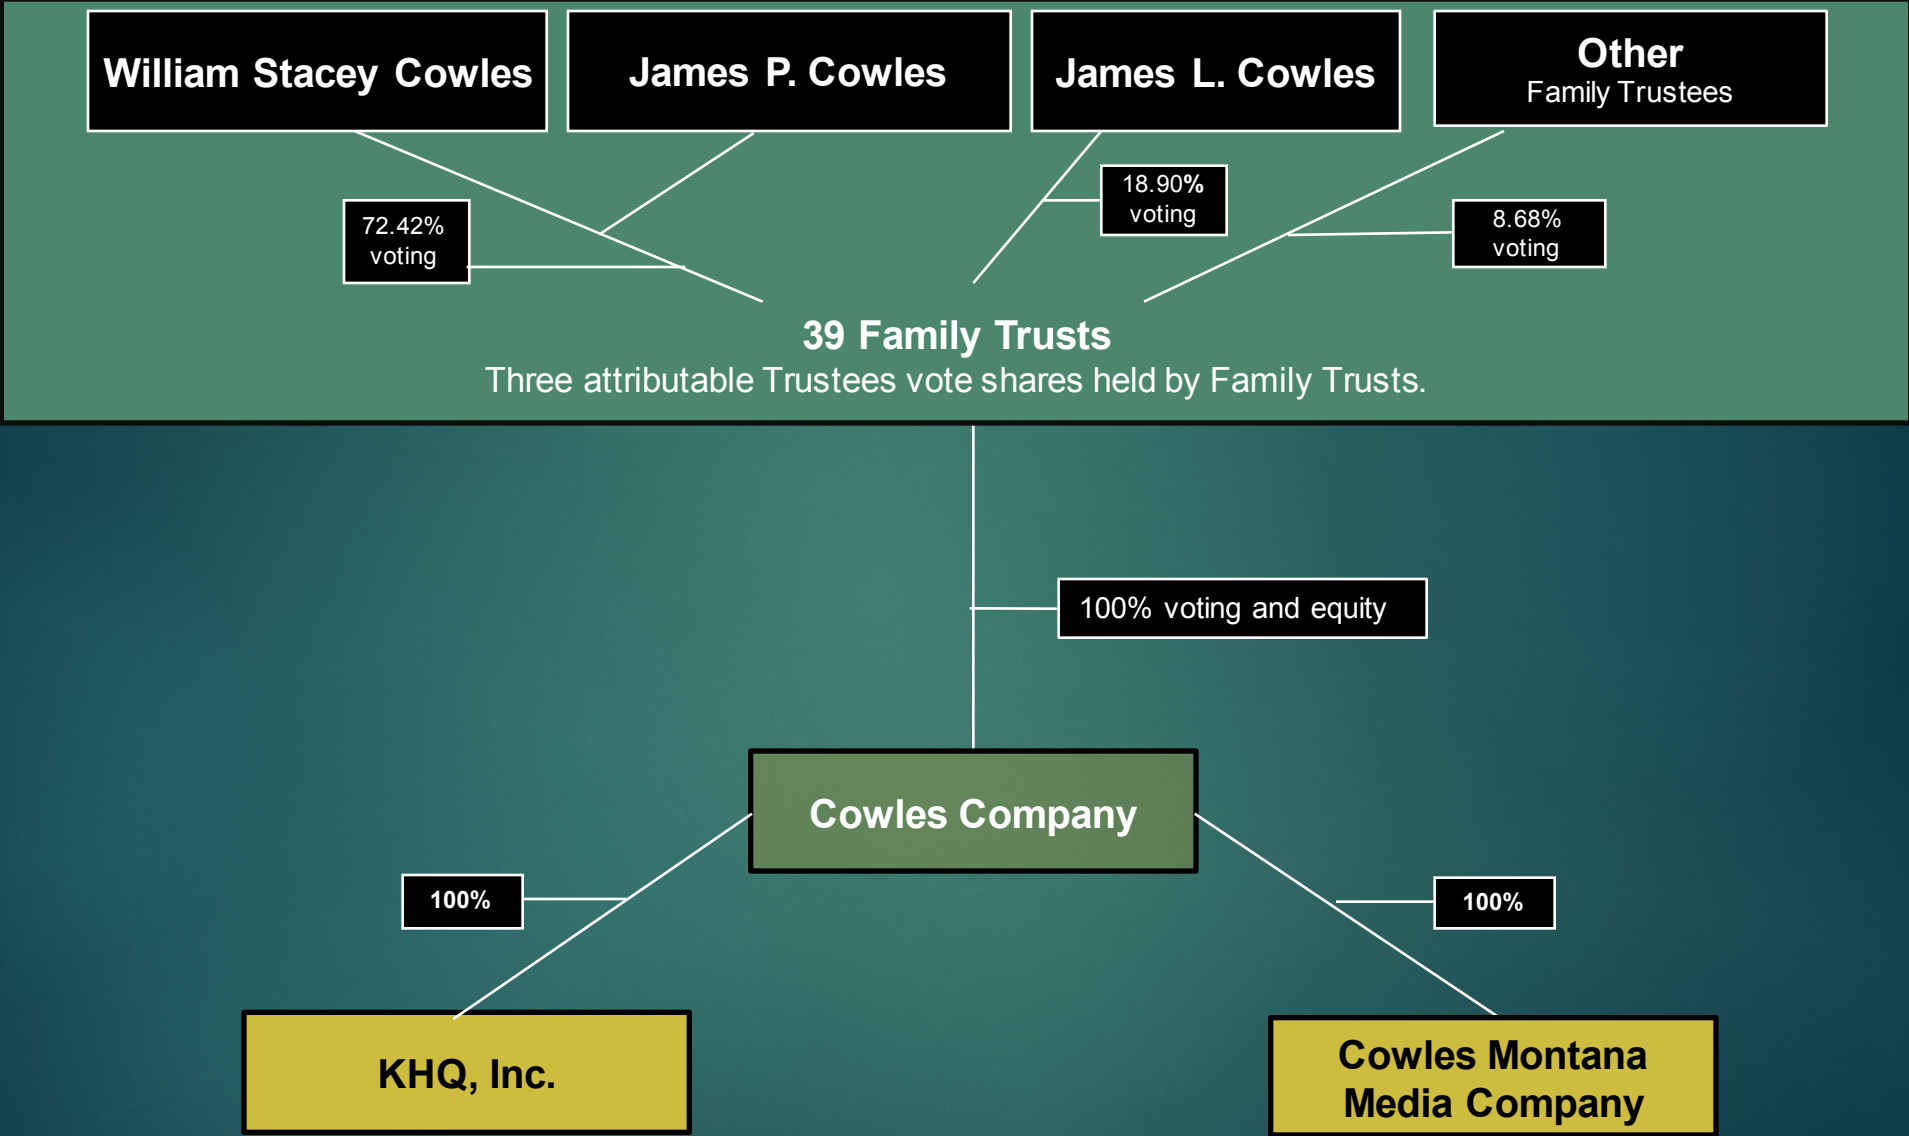 William Stacey Cowles
James P. Cowles
James L. Cowles
Other
Family Trustees
72.42%
voting
18.90%
voting
8.68%
voting
39 Family Trusts
Three attributable Trustees vote shares held by Family Trusts.
100% voting and equity
Cowles Company
100%
100%
KHQ, Inc.
Cowles Montana
Media Company